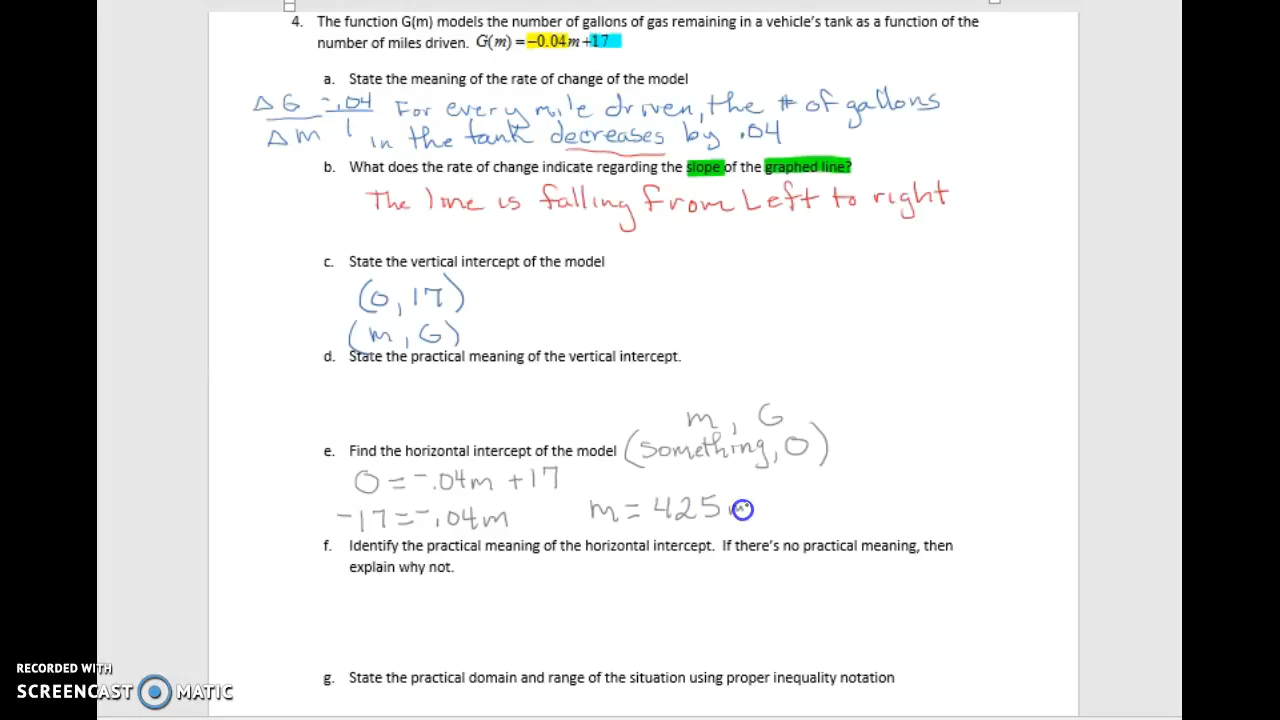 4. The function G(m) models the number of gallons of gas remaining in a vehicle's tank as a function of the
number of miles driven. G(m) = −0.04m +17
a. State the meaning of the rate of change of the model
ΔG/Δm -.04/1 For every mile driven, the # of gallons
in the tank decreases by .04
b. What does the rate of change indicate regarding the slope of the graphed line?
The line is falling from Left to right
c. State the vertical intercept of the model
(0, 17)
(m, G)
d. State the practical meaning of the vertical intercept.
m, G
e. Find the horizontal intercept of the model (something, 0)
0 = -.04m + 17
-17 = -.04m m = 425
f. Identify the practical meaning of the horizontal intercept. If there's no practical meaning, then
explain why not.
g. State the practical domain and range of the situation using proper inequality notation
RECORDED WITH
SCREENCAST MATIC